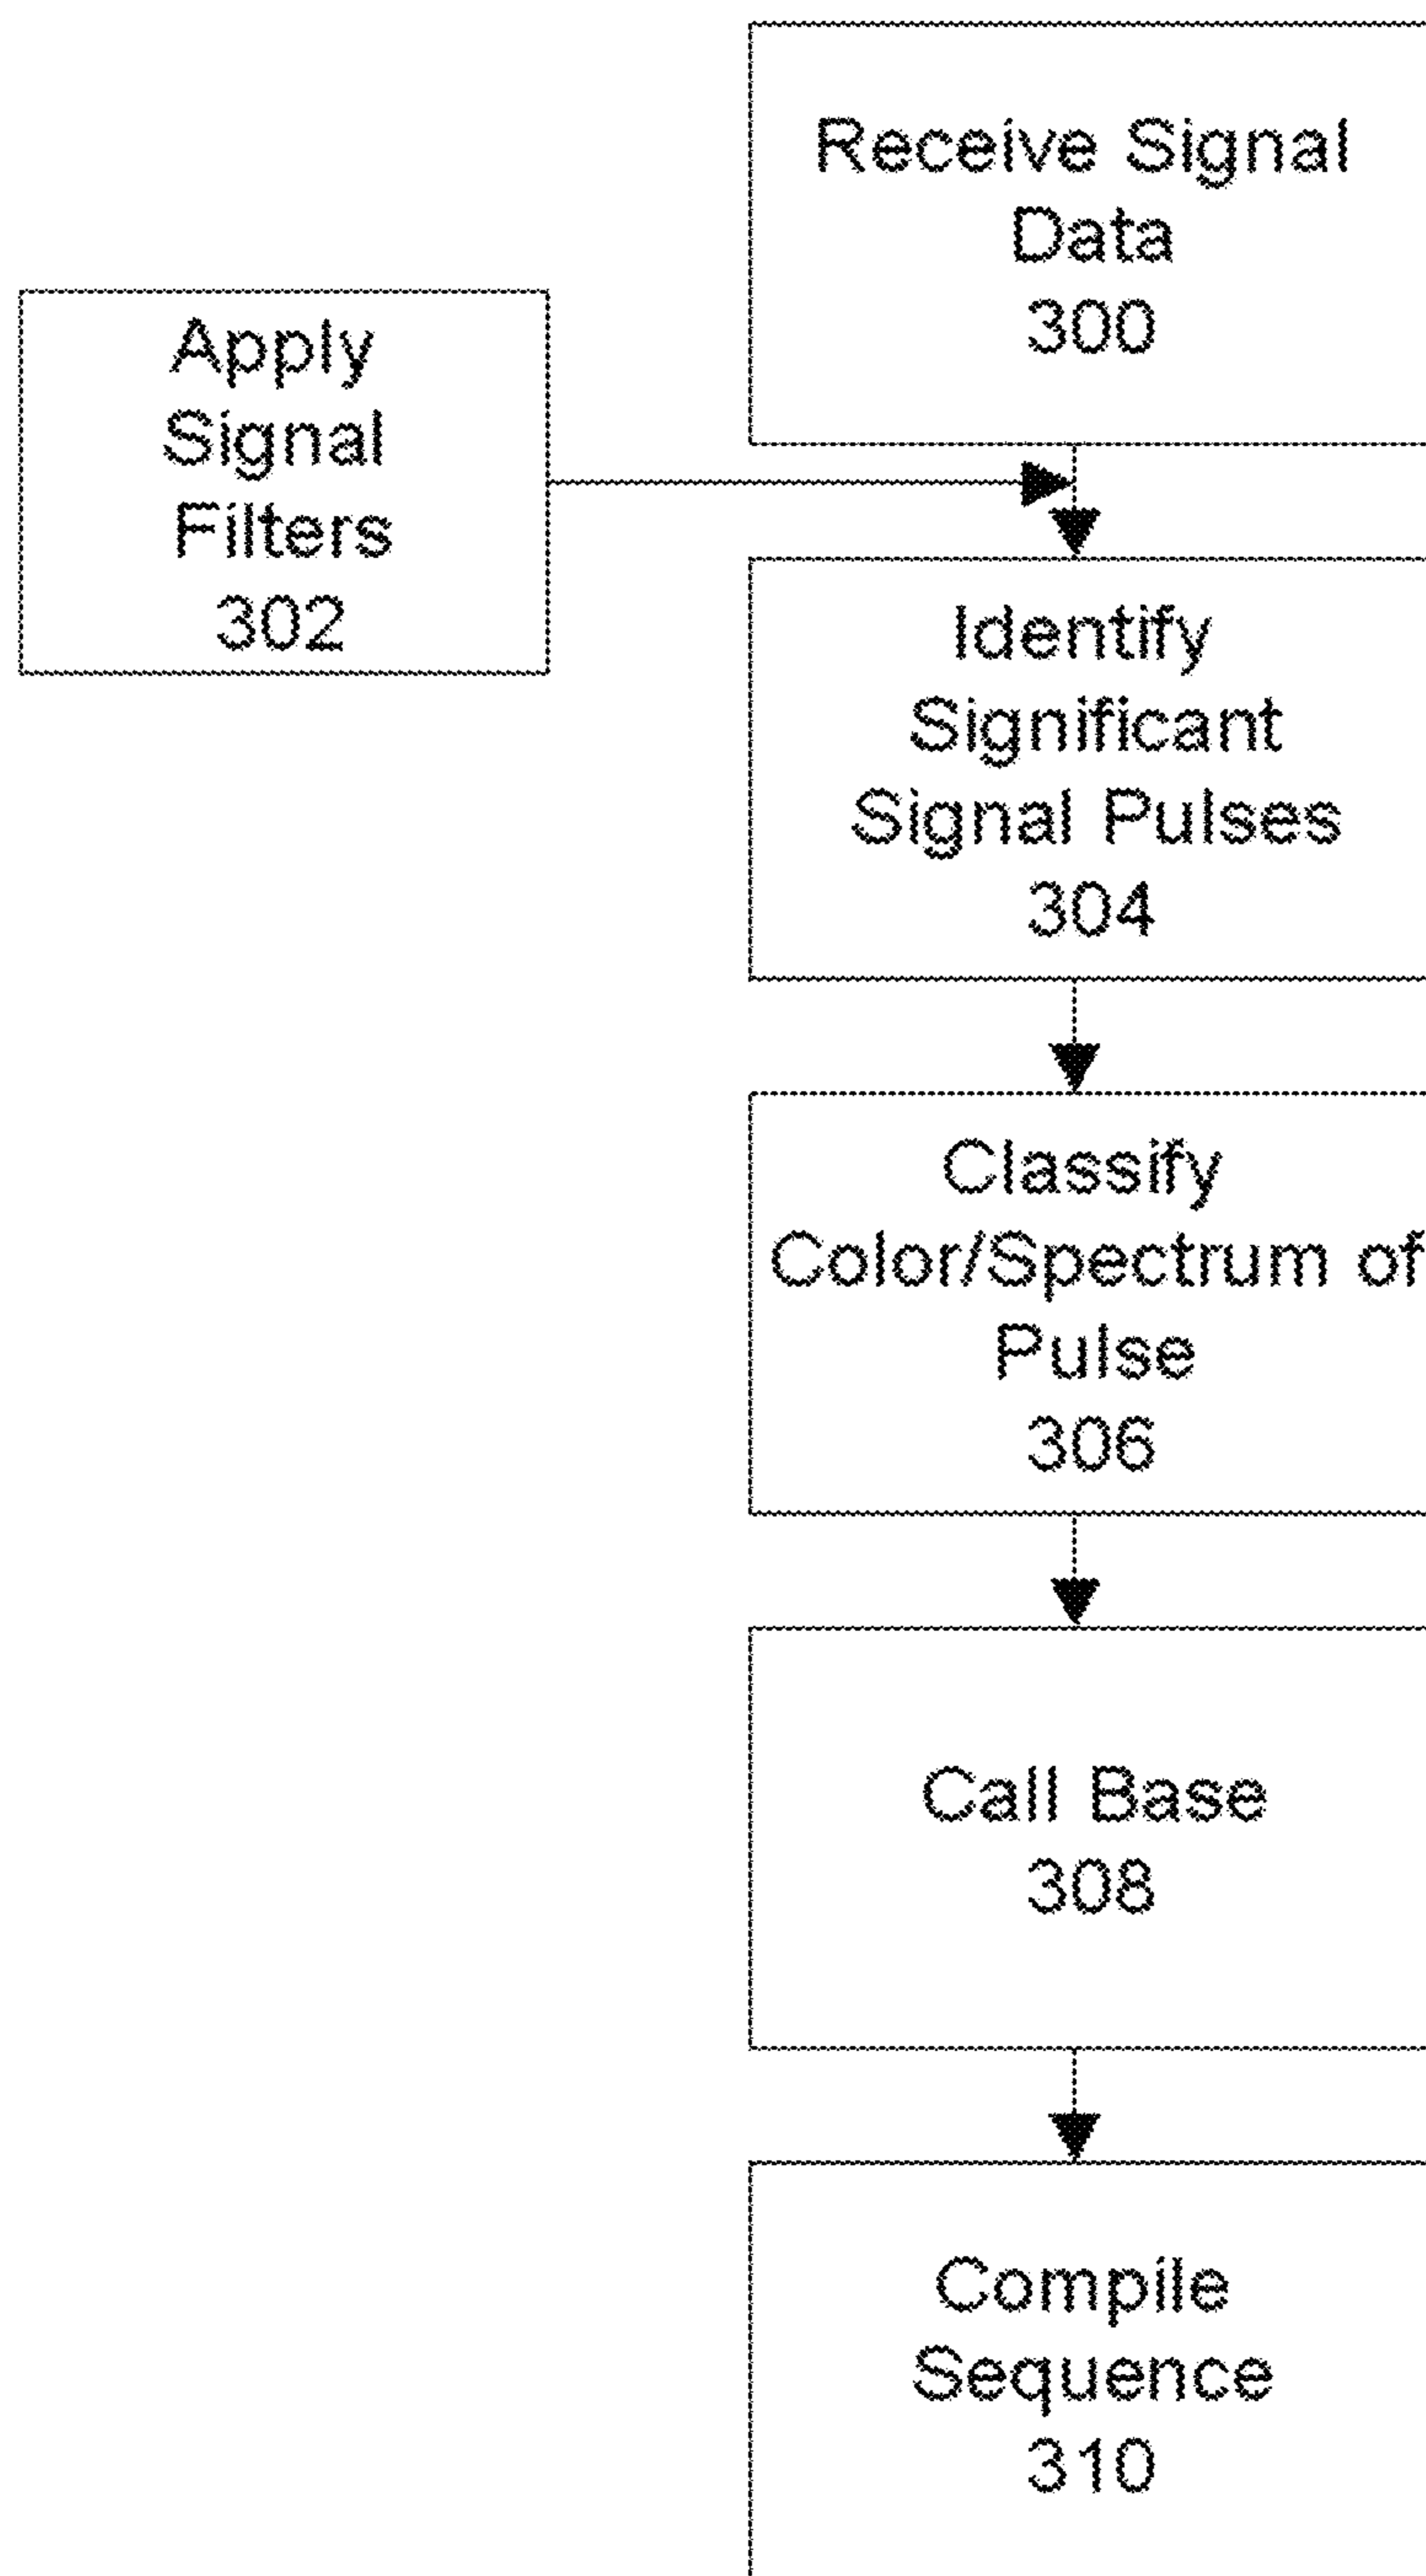 Receive Signal
Data
300
Apply
Signal
Filters
302
Identify
Significant
Signal Pulses
304
Classify
Color/Spectrum of
Pulse
306
Call Base
308
Compile
Sequence
310